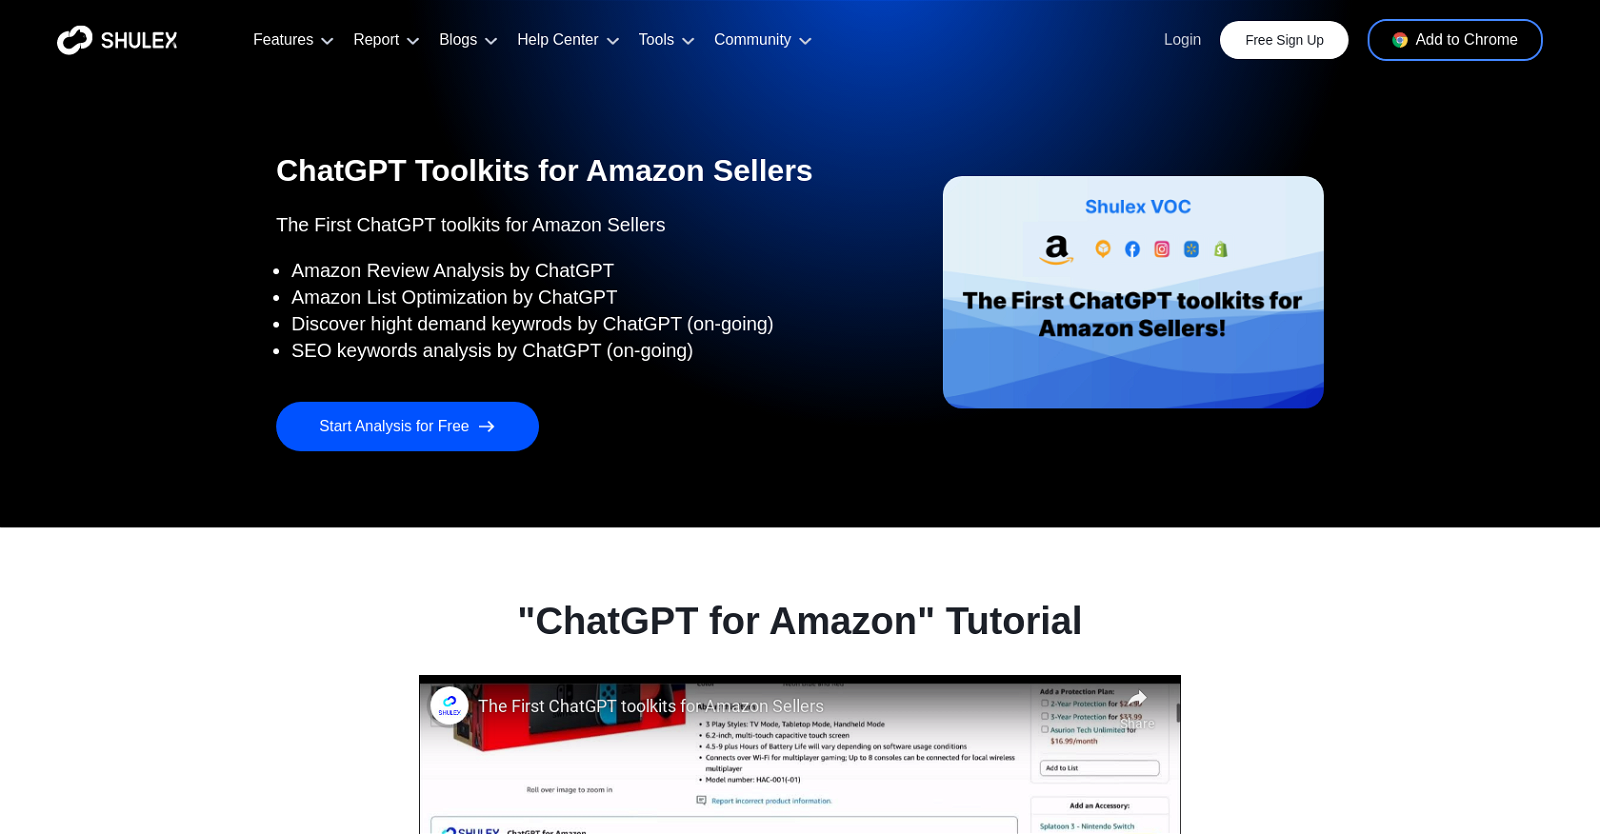 SHULEX
Features
Report
Blogs
Help Center
Tools
Community
Login
Free Sign Up
Add to Chrome
ChatGPT Toolkits for Amazon Sellers
The First ChatGPT toolkits for Amazon Sellers
Amazon Review Analysis by ChatGPT
Amazon List Optimization by ChatGPT
Discover hight demand keywrods by ChatGPT (on-going)
SEO keywords analysis by ChatGPT (on-going)
Start Analysis for Free
Shulex VOC
The First ChatGPT toolkits for
Amazon Sellers!
"ChatGPT for Amazon" Tutorial
SHULEX
The First ChatGPT toolkits for Amazon Sellers
Share
3 Play Styles: TV Mode, Tabletop Mode, Handheld Mode
6.2-inch, multi-touch capacitive touch screen
4.5-9 plus Hours of Battery Life will vary depending on software usage conditions
Connects over Wi-Fi for multiplayer gaming; Up to 8 consoles can be connected for local wireless
multiplayer
Model number: HAC-001(-01)
Roll over image to zoom in
Report incorrect product information.
Add a Protection Plan:
2-Year Protection for
3-Year Protection for $33.99
Asurion Tech Unlimited for
$16.99/month
Add to List
Add an Accessory:
Splatoon 3 - Nintendo Switch
SHULEX ChatGPT for Amazon